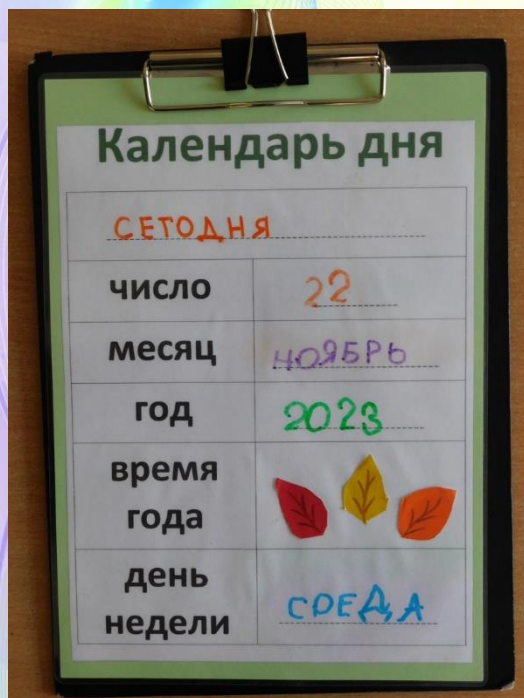 Календарь дня
СЕГОДНЯ
число 22
месяц НОЯБРЬ
год 2023
время
года
день
недели СРЕДА